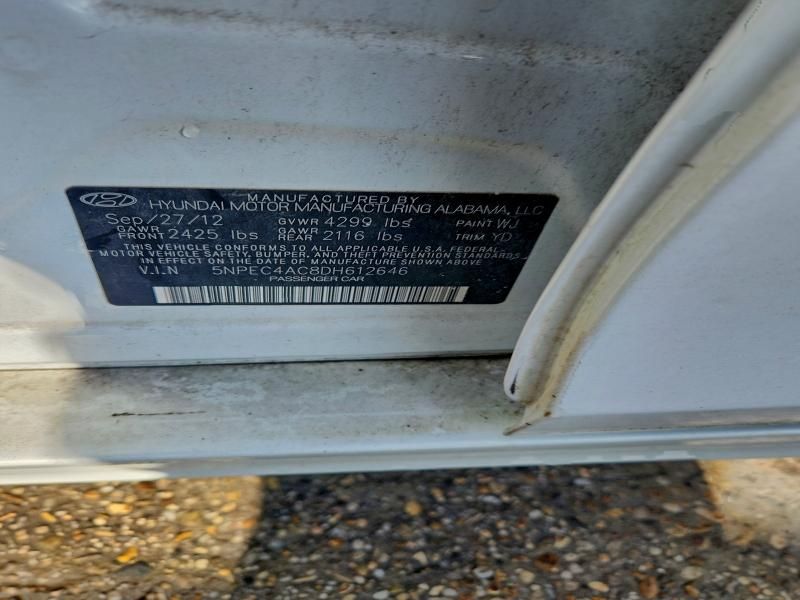 MANUFACTURED BY
HYUNDAI MOTOR MANUFACTURING ALABAMA, LLC
Sep/27/12 GVWR 4299 lbs PAINT WJ
GAWR FRONT 2425 lbs GAWR REAR 2116 lbs TRIM YD
THIS VEHICLE CONFORMS TO ALL APPLICABLE U.S.A. FEDERAL
MOTOR VEHICLE SAFETY, BUMPER, AND THEFT PREVENTION STANDARDS
IN EFFECT ON THE DATE OF MANUFACTURE SHOWN ABOVE
V.I.N 5NPEC4AC8DH612646
PASSENGER CAR